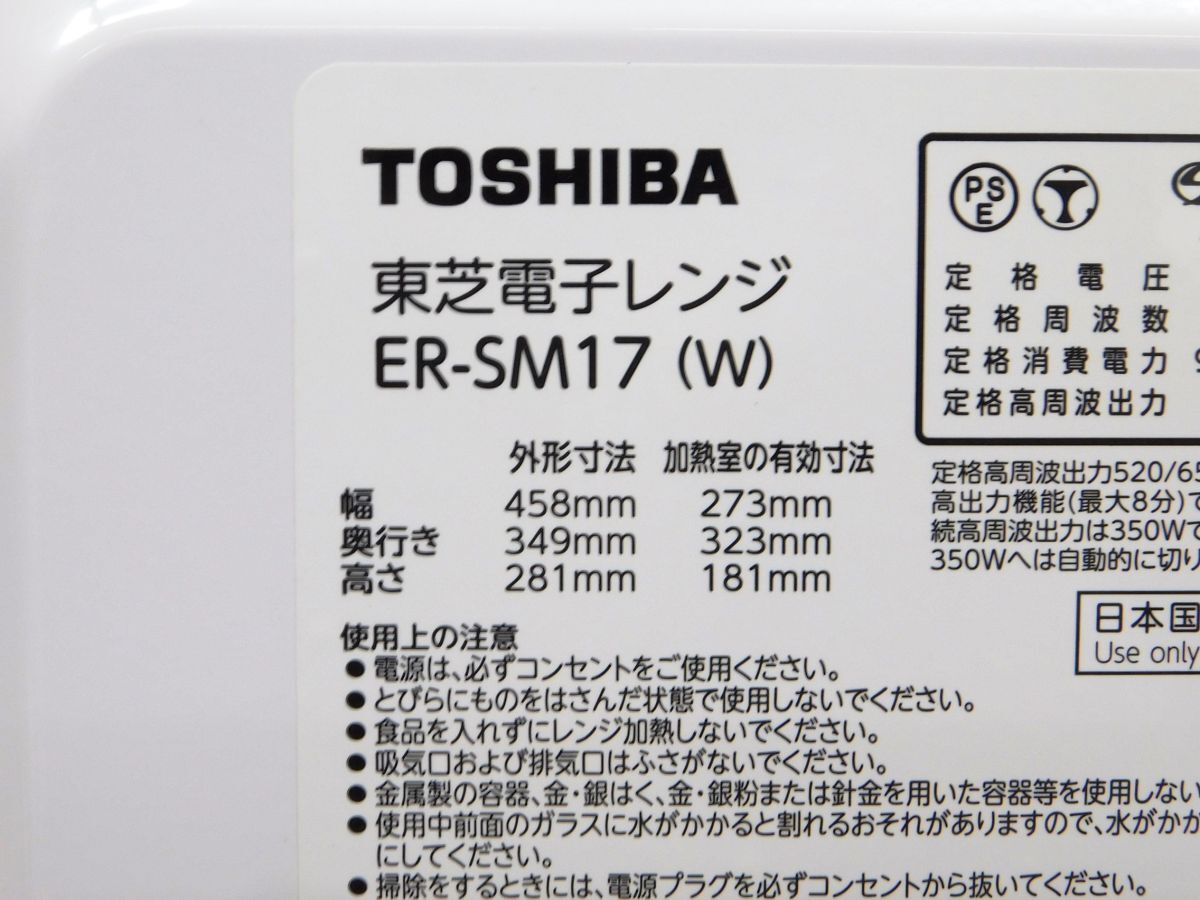 TOSHIBA
東芝電子レンジ
ER-SM17 (W)
外形寸法 加熱室の有効寸法
幅 458mm 273mm
奥行き 349mm 323mm
高さ 281mm 181mm
使用上の注意
●電源は、必ずコンセントをご使用ください。
●とびらにものをはさんだ状態で使用しないでください。
●食品を入れずにレンジ加熱しないでください。
●吸気口および排気口はふさがないでください。
●金属製の容器、金・銀はく、金・銀粉または針金を用いた容器等を使用しない
●使用中前面のガラスに水がかかると割れるおそれがありますので、水がかか
にしてください。
●掃除をするときには、電源プラグを必ずコンセントから抜いてください。
PS
E
定格電圧
定格周波数
定格消費電力
定格高周波出力
定格高周波出力520/65
高出力機能(最大8分)で
続高周波出力は350Wで
350Wへは自動的に切り
日本国
Use only